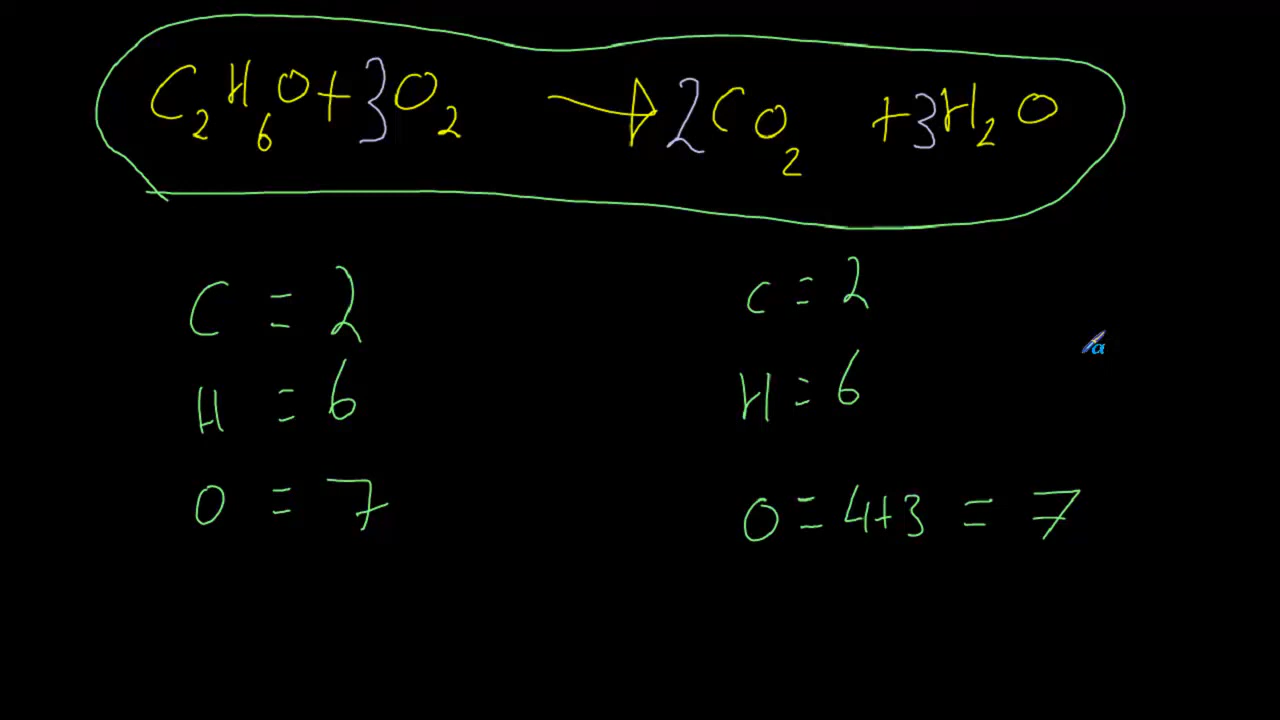 C₂H₆O + 3O₂ → 2CO₂ + 3H₂O
C = 2
c = 2
H = 6
H = 6
O = 7
O = 4+3 = 7